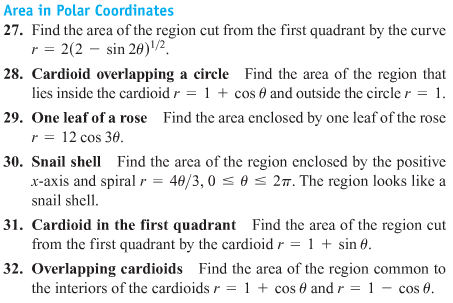 Area in Polar Coordinates
27. Find the area of the region cut from the first quadrant by the curve
r = 2(2 − sin 2θ)^{1/2}.
28. Cardioid overlapping a circle Find the area of the region that
lies inside the cardioid r = 1 + cos θ and outside the circle r = 1.
29. One leaf of a rose Find the area enclosed by one leaf of the rose
r = 12 cos 3θ.
30. Snail shell Find the area of the region enclosed by the positive
x-axis and spiral r = 4θ/3, 0 ≤ θ ≤ 2π. The region looks like a
snail shell.
31. Cardioid in the first quadrant Find the area of the region cut
from the first quadrant by the cardioid r = 1 + sin θ.
32. Overlapping cardioids Find the area of the region common to
the interiors of the cardioids r = 1 + cos θ and r = 1 − cos θ.